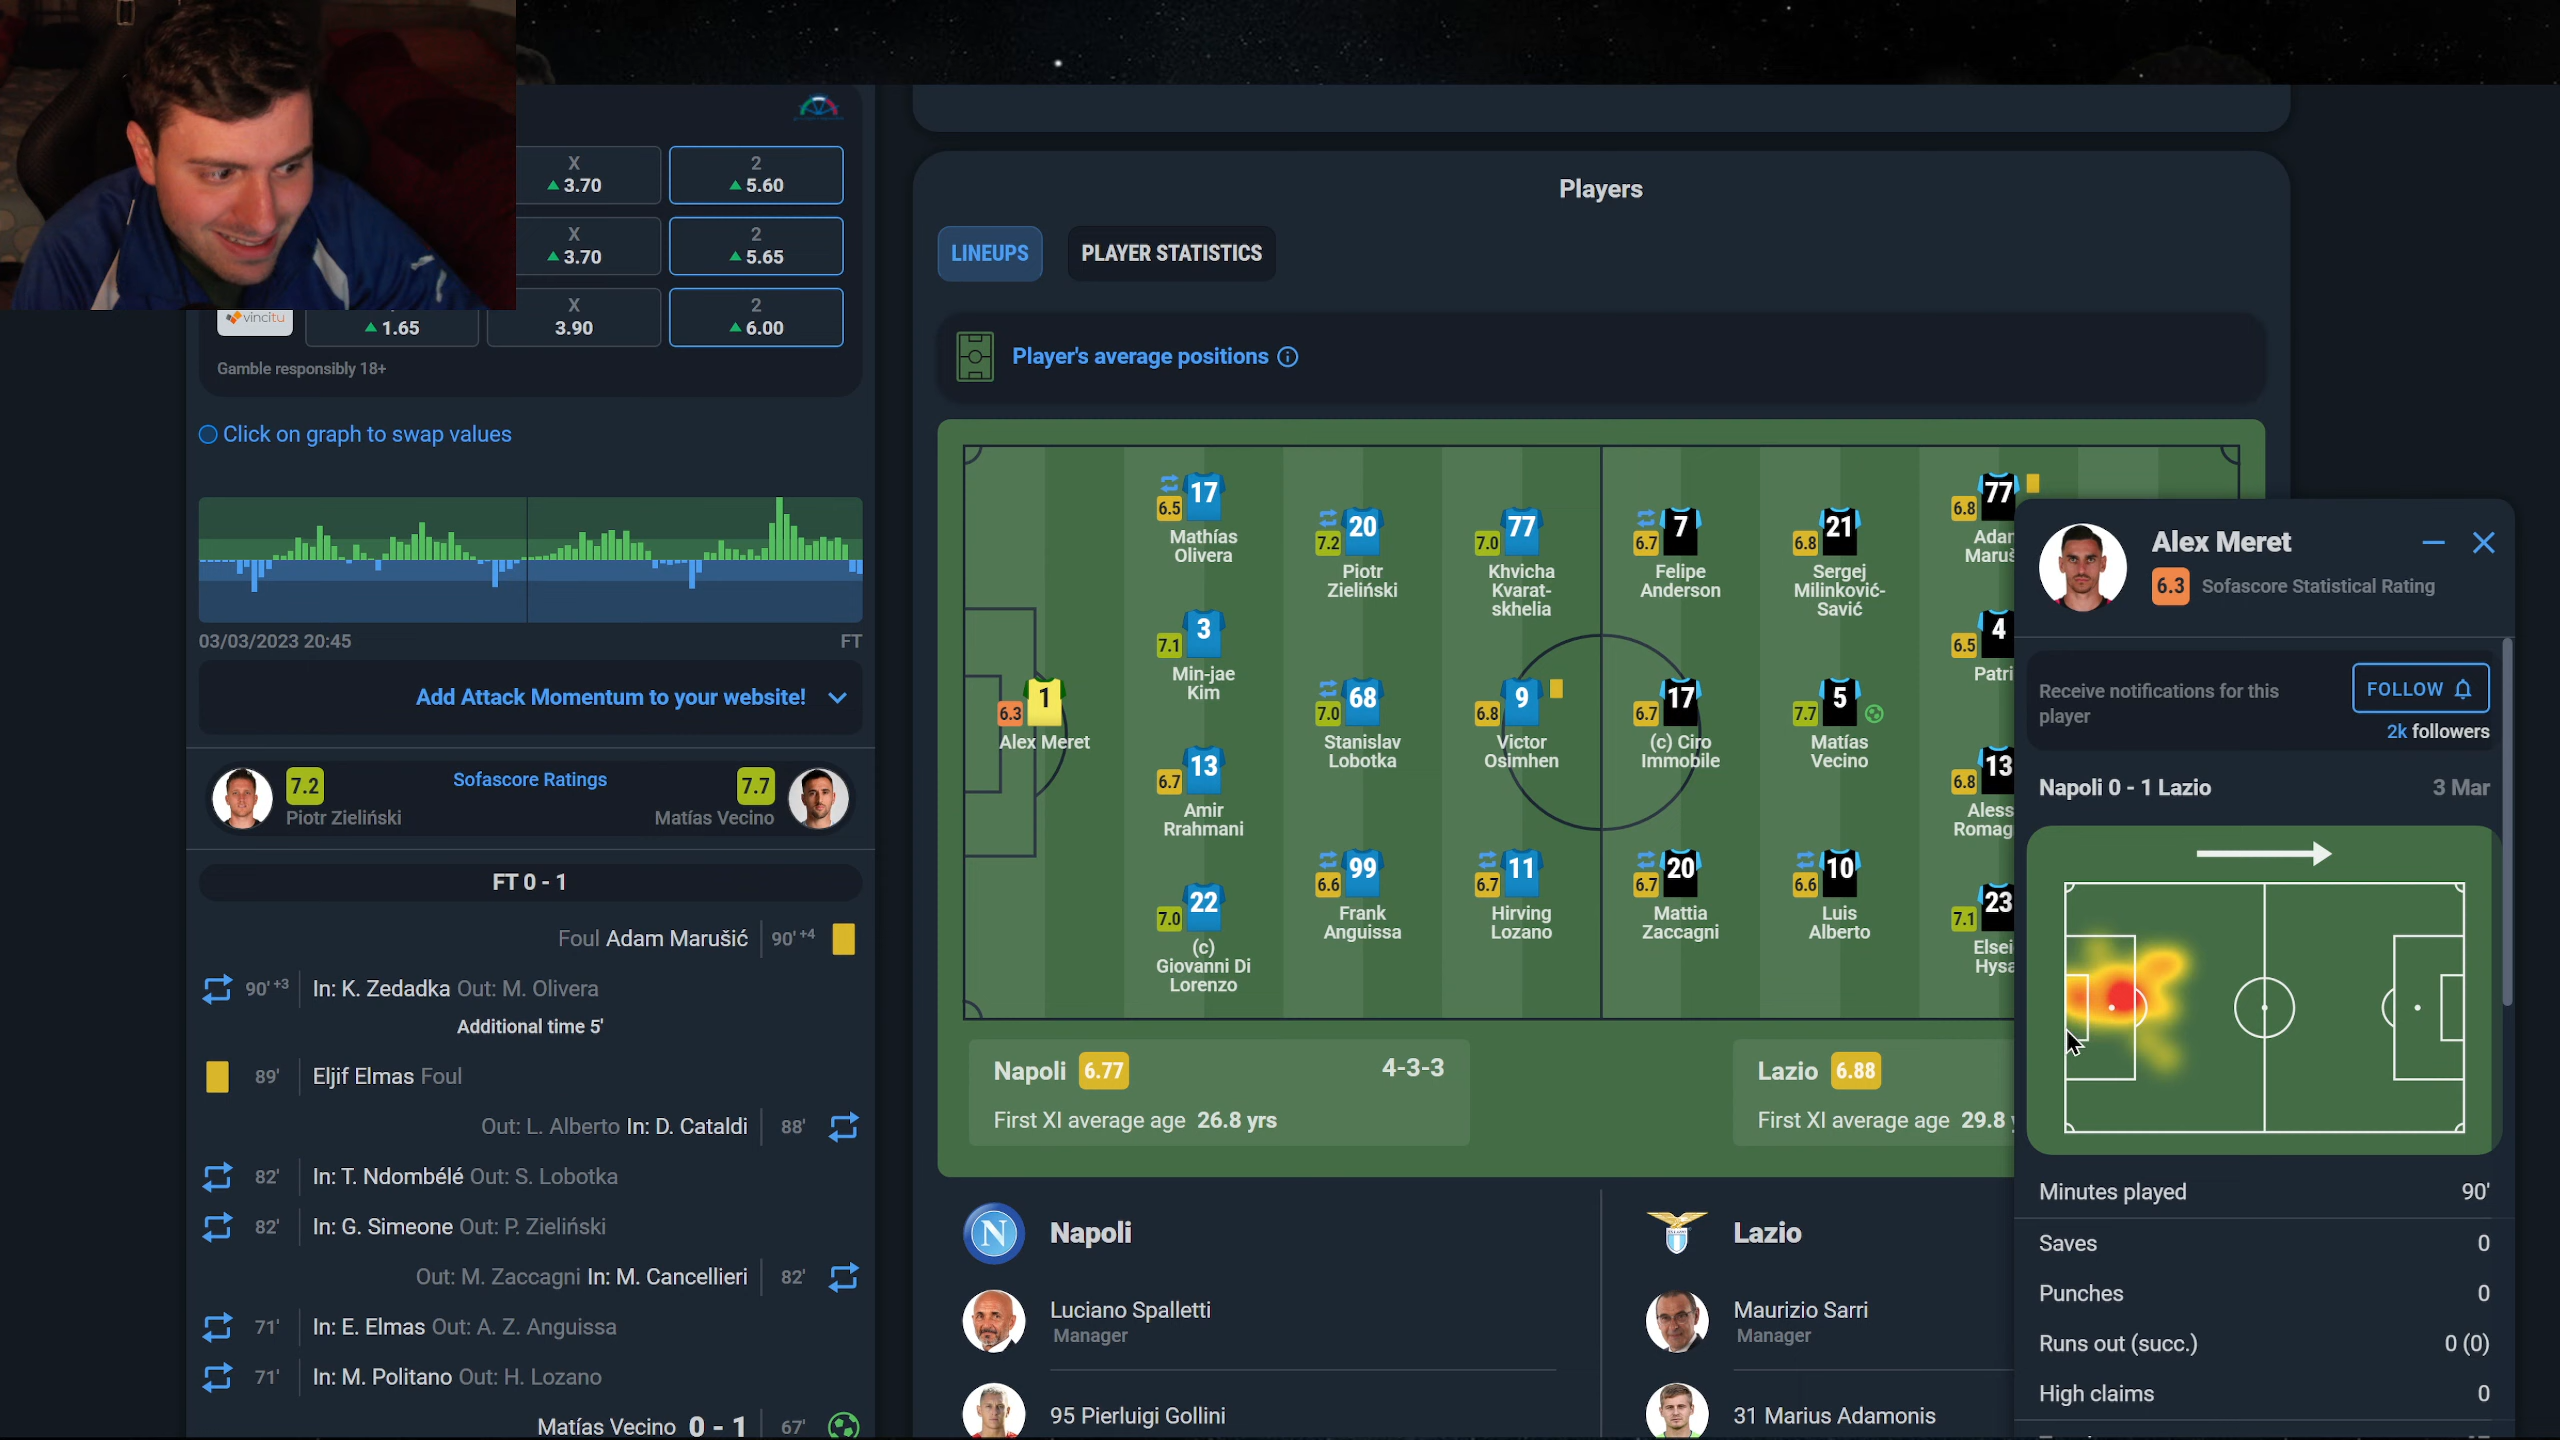 X
3.70
2
5.60
X
3.70
2
5.65
vincitu
1.65
X
3.90
2
6.00
Gamble responsibly 18+
Click on graph to swap values
03/03/2023 20:45
FT
Add Attack Momentum to your website!
7.2
Piotr Zieliński
Sofascore Ratings
7.7
Matías Vecino
FT 0 - 1
Foul Adam Marušić 90' +4
90' +3 In: K. Zedadka Out: M. Olivera
Additional time 5'
89' Eljif Elmas Foul
Out: L. Alberto In: D. Cataldi 88'
82' In: T. Ndombélé Out: S. Lobotka
82' In: G. Simeone Out: P. Zieliński
Out: M. Zaccagni In: M. Cancellieri 82'
71' In: E. Elmas Out: A. Z. Anguissa
71' In: M. Politano Out: H. Lozano
Matías Vecino 0 - 1 67'
Players
LINEUPS
PLAYER STATISTICS
Player's average positions
1
6.3
Alex Meret
17
6.5
Mathías
Olivera
3
7.1
Min-jae
Kim
13
6.7
Amir
Rrahmani
22
7.0
(c)
Giovanni Di
Lorenzo
20
7.2
Piotr
Zieliński
68
7.0
Stanislav
Lobotka
99
6.6
Frank
Anguissa
77
7.0
Khvicha
Kvarat-
skhelia
9
6.8
Victor
Osimhen
11
6.7
Hirving
Lozano
7
6.7
Felipe
Anderson
17
6.7
(c) Ciro
Immobile
20
6.7
Mattia
Zaccagni
21
6.8
Sergej
Milinković-
Savić
5
7.7
Matías
Vecino
10
6.6
Luis
Alberto
77
6.8
Adam
Maruš
4
6.5
Patri
13
6.8
Aless
Romag
23
7.1
Elsei
Hysa
Napoli 6.77 4-3-3
First XI average age 26.8 yrs
Lazio 6.88
First XI average age 29.8 y
N
Napoli
Luciano Spalletti
Manager
95 Pierluigi Gollini
Lazio
Maurizio Sarri
Manager
31 Marius Adamonis
Alex Meret
6.3 Sofascore Statistical Rating
Receive notifications for this
player
FOLLOW
2k followers
Napoli 0 - 1 Lazio 3 Mar
Minutes played 90'
Saves 0
Punches 0
Runs out (succ.) 0 (0)
High claims 0